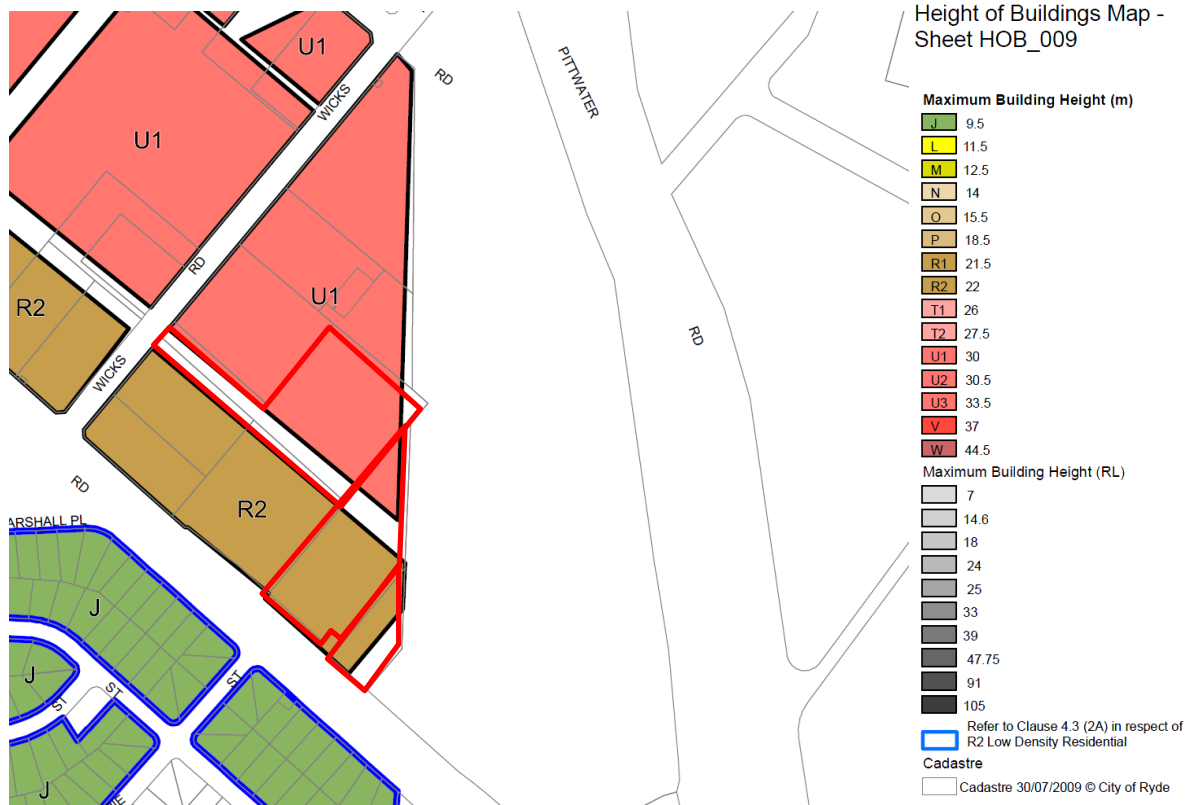 Height of Buildings Map -
Sheet HOB_009
Maximum Building Height (m)
J 9.5
L 11.5
M 12.5
N 14
O 15.5
P 18.5
R1 21.5
R2 22
T1 26
T2 27.5
U1 30
U2 30.5
U3 33.5
V 37
W 44.5
Maximum Building Height (RL)
7
14.6
18
24
25
33
39
47.75
91
105
Refer to Clause 4.3 (2A) in respect of
R2 Low Density Residential
Cadastre
Cadastre 30/07/2009 © City of Ryde
U1
RD
PITTWATER
WICKS
U1
RD
U1
R2
RD
WICKS
RD
R2
ARSHALL PL
J
J
ST
ST
ST
J